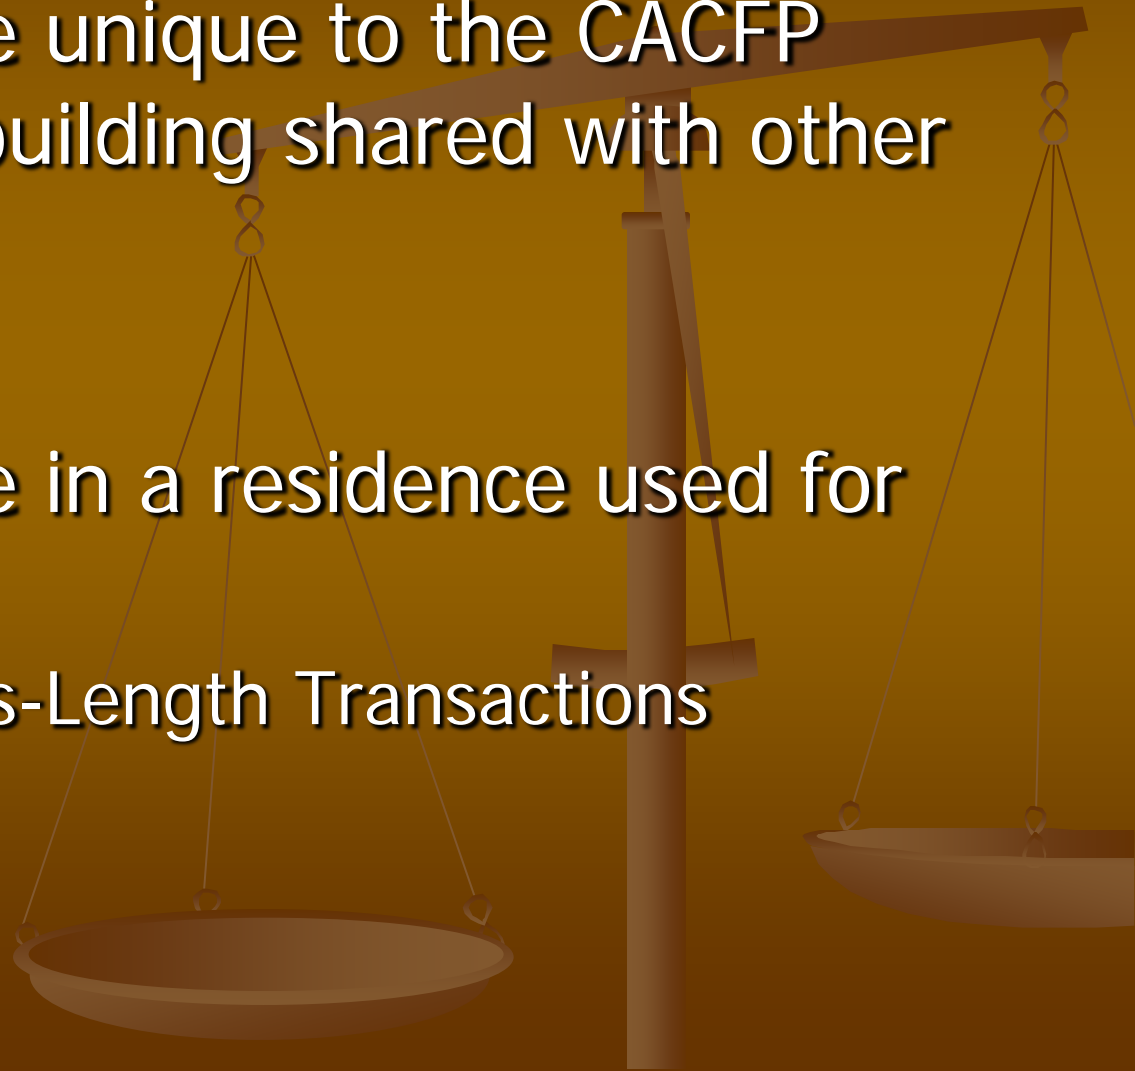 e unique to the CACFP
building shared with other
e in a residence used for
s-Length Transactions